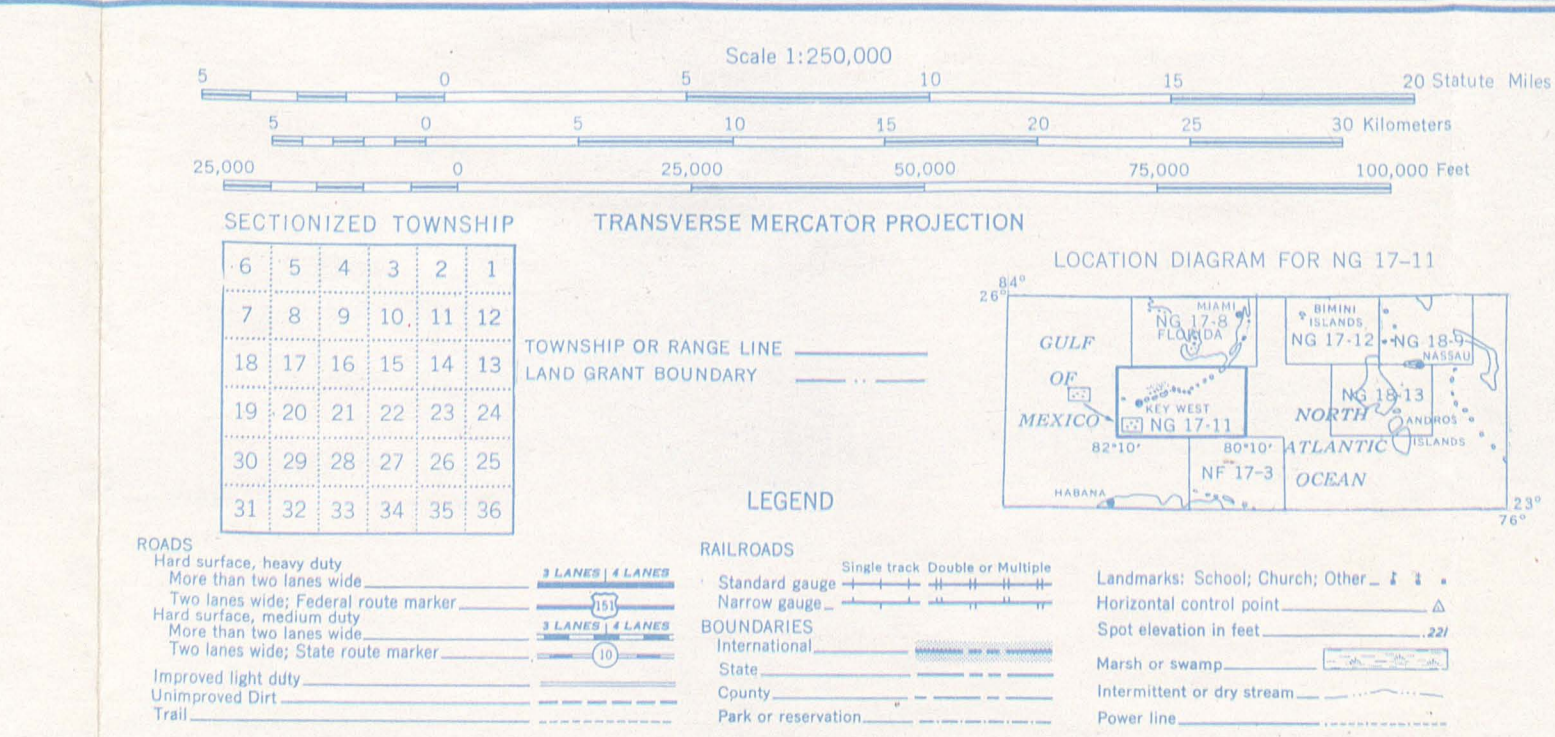 Scale 1:250,000
5 0 5 10 15 20 Statute Miles
5 0 5 10 15 20 25 30 Kilometers
25,000 0 25,000 50,000 75,000 100,000 Feet
SECTIONIZED TOWNSHIP
6 5 4 3 2 1
7 8 9 10 11 12
18 17 16 15 14 13
19 20 21 22 23 24
30 29 28 27 26 25
31 32 33 34 35 36
TRANSVERSE MERCATOR PROJECTION
TOWNSHIP OR RANGE LINE
LAND GRANT BOUNDARY
LOCATION DIAGRAM FOR NG 17-11
84°
26°
MIAMI
NG 17-8
FLORIDA
BIMINI
ISLANDS
NG 17-12
NG 18-9
NASSAU
GULF
OF
MEXICO
KEY WEST
NG 17-11
NG 18-13
NORTH
ANDROS
ISLANDS
82°10'
80°10'
ATLANTIC
NF 17-3
OCEAN
HABANA
23°
76°
LEGEND
ROADS
Hard surface, heavy duty
More than two lanes wide 3 LANES | 4 LANES
Two lanes wide; Federal route marker 151
Hard surface, medium duty
More than two lanes wide 3 LANES | 4 LANES
Two lanes wide; State route marker 10
Improved light duty
Unimproved Dirt
Trail
RAILROADS
Single track Double or Multiple
Standard gauge
Narrow gauge
BOUNDARIES
International
State
County
Park or reservation
Landmarks: School; Church; Other
Horizontal control point
Spot elevation in feet .221
Marsh or swamp
Intermittent or dry stream
Power line